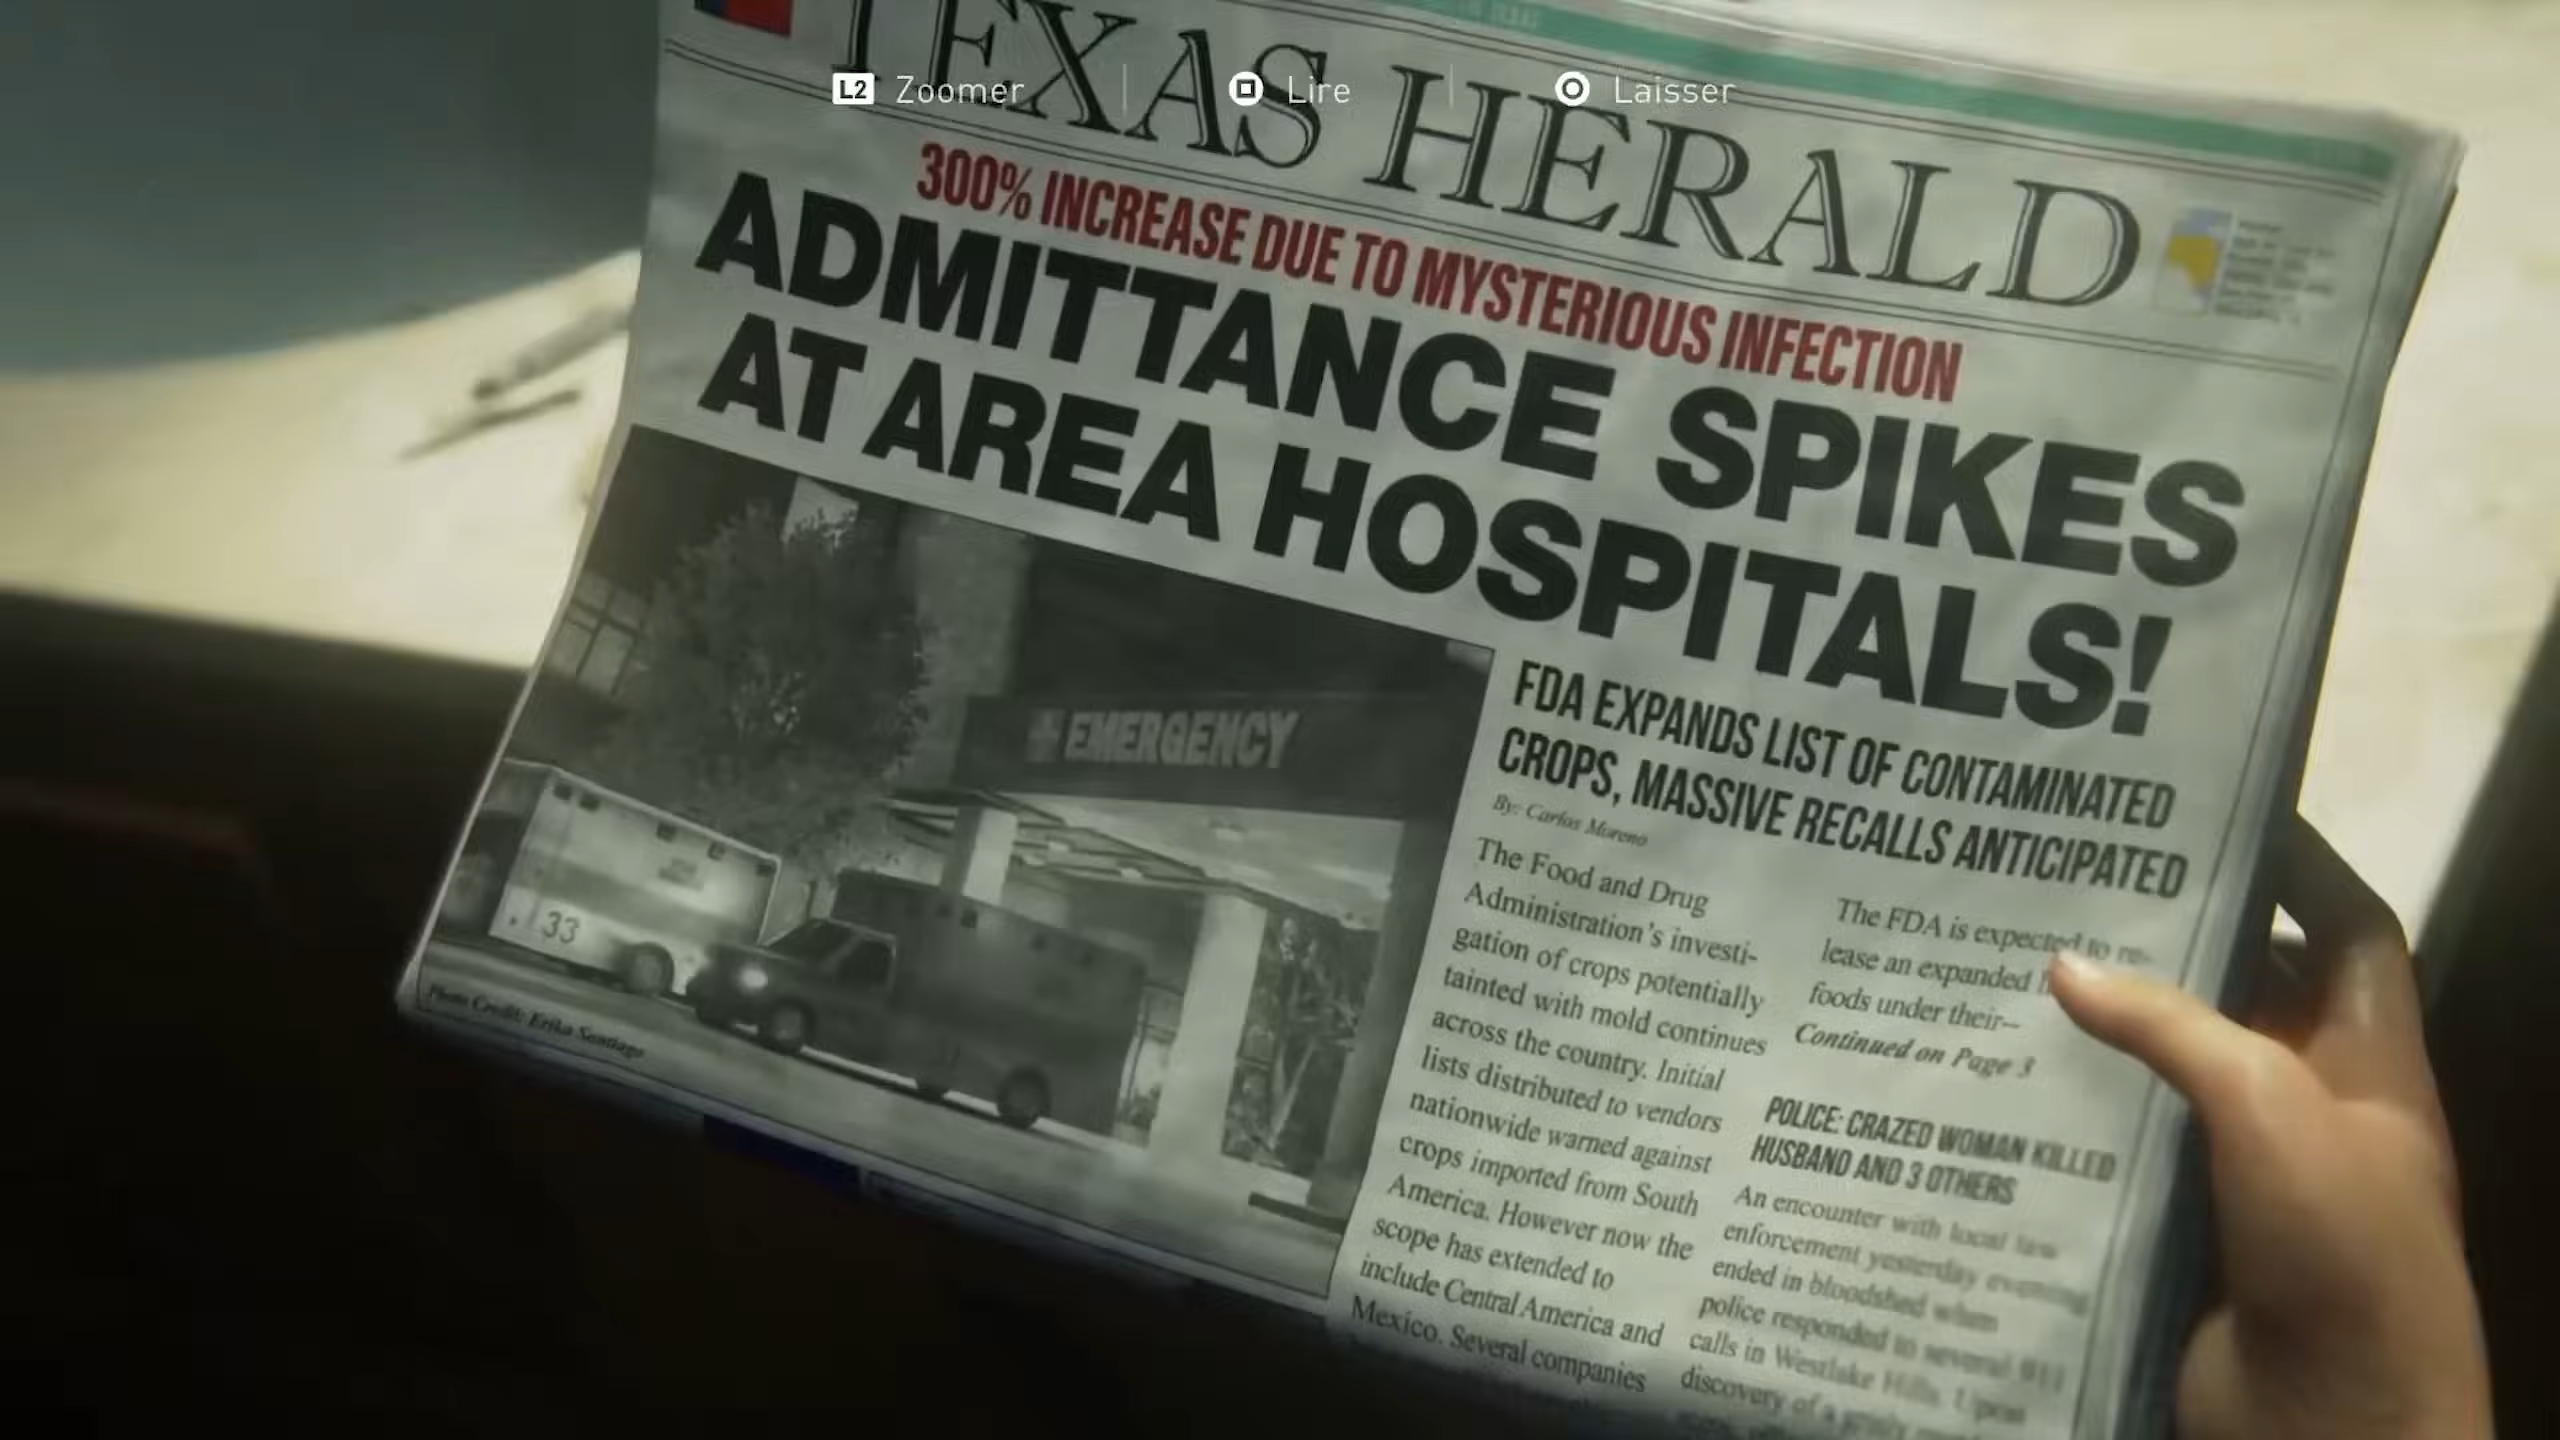 TEXAS HERALD
L2 Zoomer
Lire
Laisser
300% INCREASE DUE TO MYSTERIOUS INFECTION
ADMITTANCE SPIKES
AT AREA HOSPITALS!
EMERGENCY
33
Photo Credit: Erika Santiago
FDA EXPANDS LIST OF CONTAMINATED
CROPS, MASSIVE RECALLS ANTICIPATED
By: Carlos Moreno
The Food and Drug
Administration's investi-
gation of crops potentially
tainted with mold continues
across the country. Initial
lists distributed to vendors
nationwide warned against
crops imported from South
America. However now the
scope has extended to
include Central America and
Mexico. Several companies
The FDA is expected to re-
lease an expanded
foods under their--
Continued on Page 3
POLICE: CRAZED WOMAN KILLED
HUSBAND AND 3 OTHERS
An encounter with local law
enforcement yesterday evening
ended in bloodshed when
police responded to several 911
calls in Westlake Hills. Upon
discovery of a